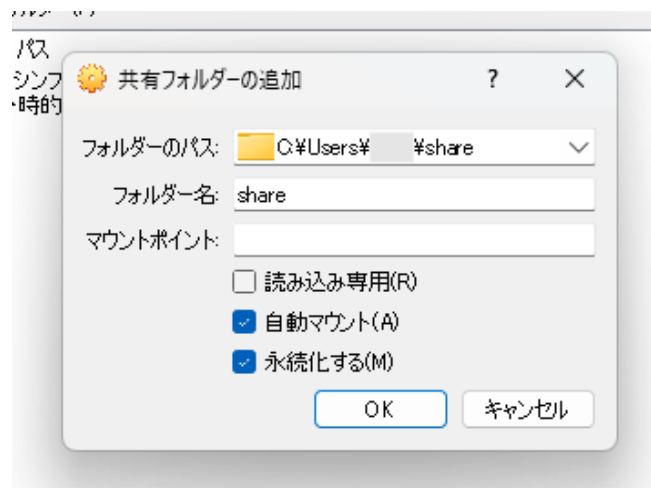 パス
シンフ
時的
共有フォルダーの追加 ? ×
フォルダーのパス: C:¥Users¥ ¥share
フォルダー名: share
マウントポイント:
読み込み専用(R)
自動マウント(A)
永続化する(M)
OK キャンセル